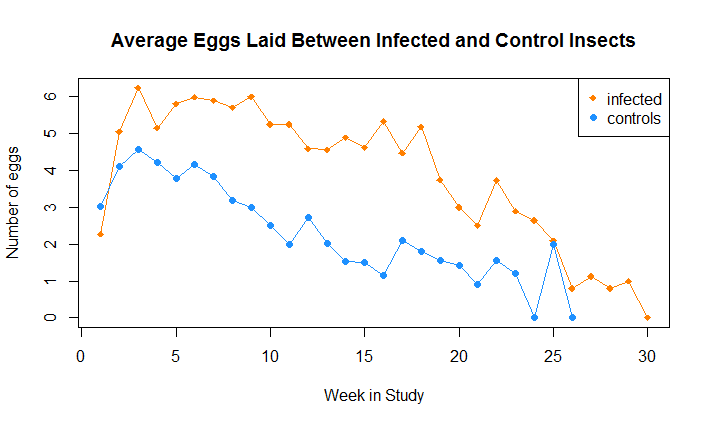 Average Eggs Laid Between Infected and Control Insects
infected
controls
Number of eggs
6
5
4
3
2
1
0
0 5 10 15 20 25 30
Week in Study